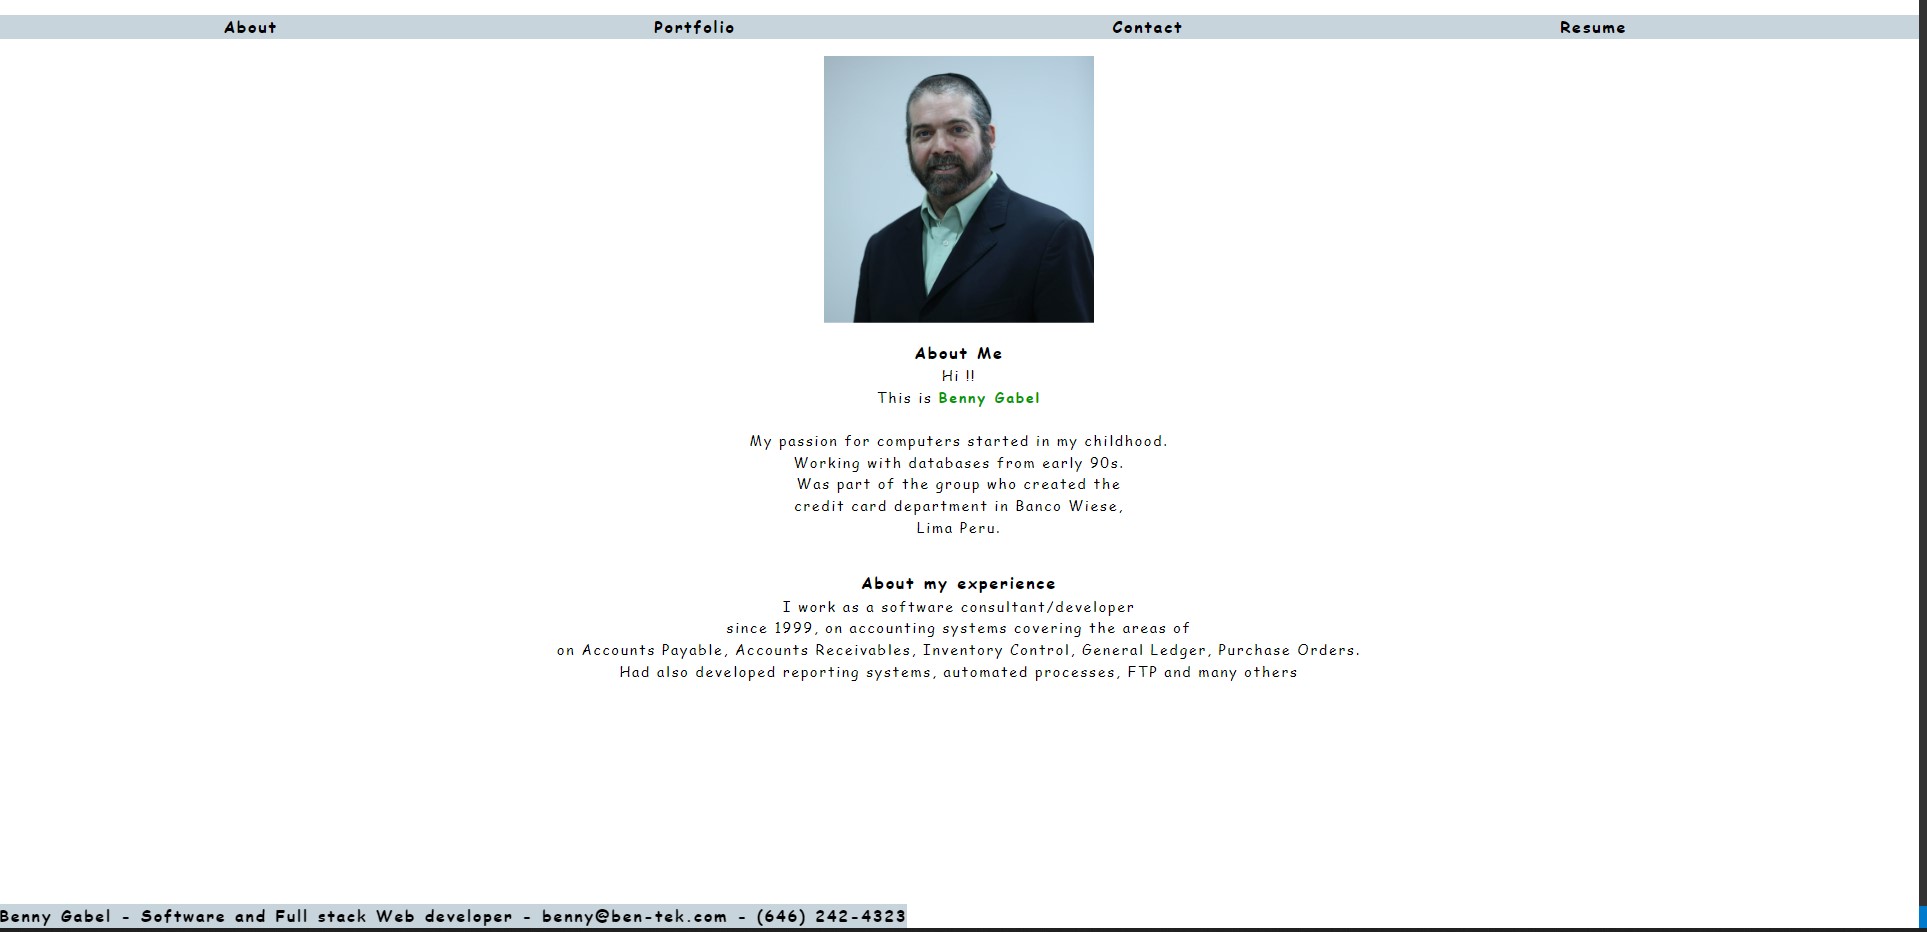 About Portfolio Contact Resume
About Me
Hi !!
This is Benny Gabel
My passion for computers started in my childhood.
Working with databases from early 90s.
Was part of the group who created the
credit card department in Banco Wiese,
Lima Peru.
About my experience
I work as a software consultant/developer
since 1999, on accounting systems covering the areas of
on Accounts Payable, Accounts Receivables, Inventory Control, General Ledger, Purchase Orders.
Had also developed reporting systems, automated processes, FTP and many others
Benny Gabel - Software and Full stack Web developer - benny@ben-tek.com - (646) 242-4323